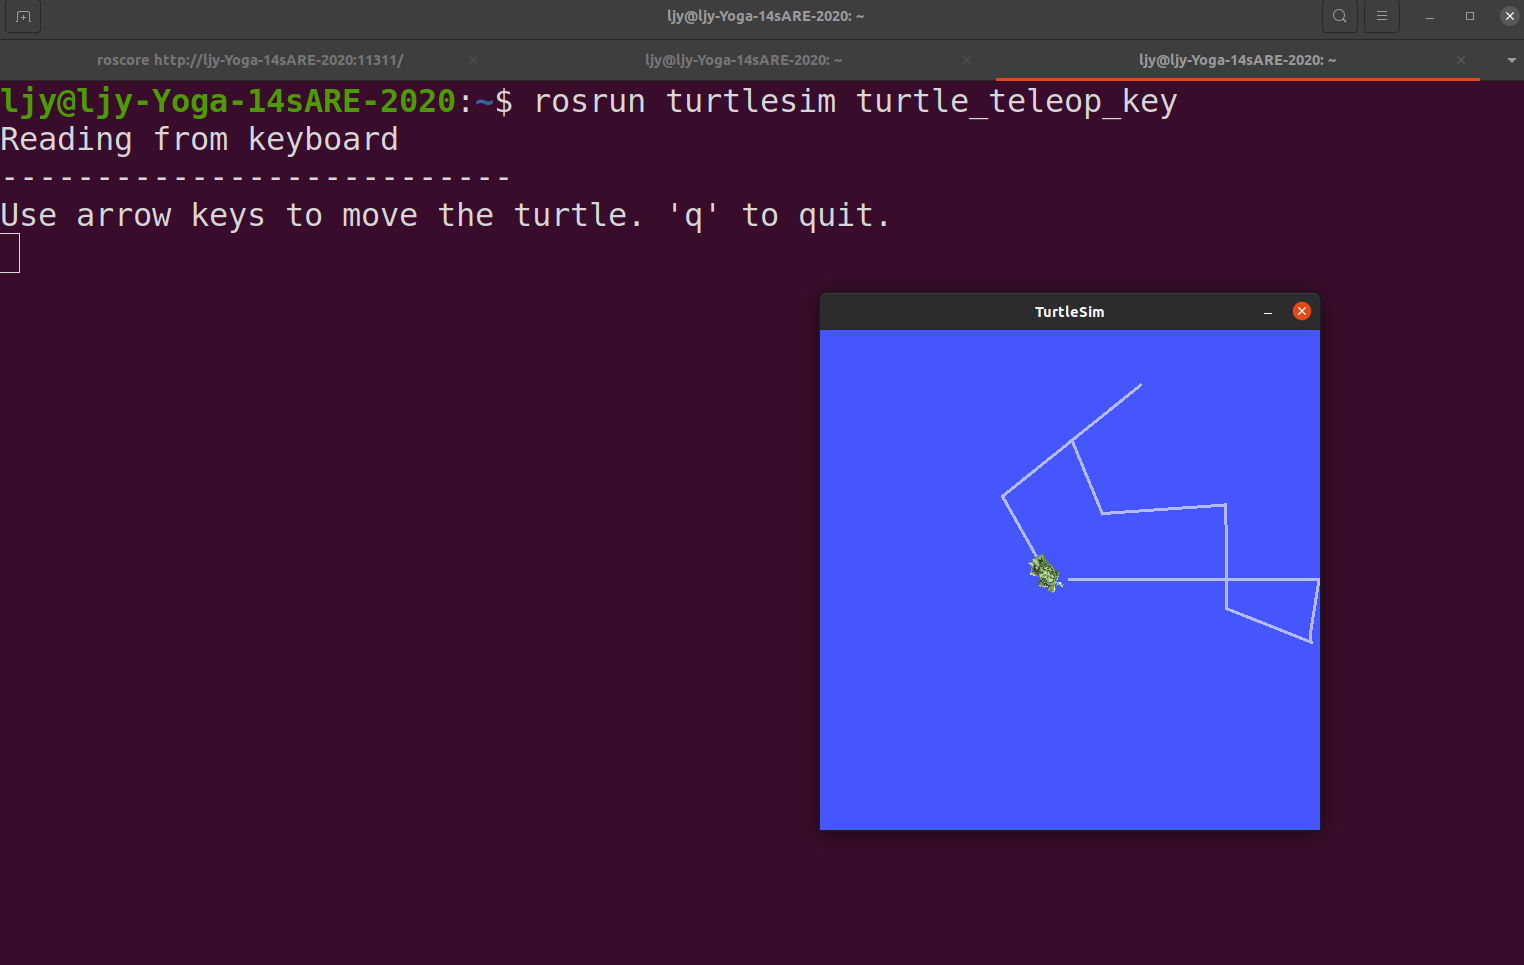 ljy@ljy-Yoga-14sARE-2020: ~
roscore http://ljy-Yoga-14sARE-2020:11311/
ljy@ljy-Yoga-14sARE-2020: ~
ljy@ljy-Yoga-14sARE-2020: ~
ljy@ljy-Yoga-14sARE-2020:~$ rosrun turtlesim turtle_teleop_key
Reading from keyboard
---------------------------
Use arrow keys to move the turtle. 'q' to quit.
TurtleSim